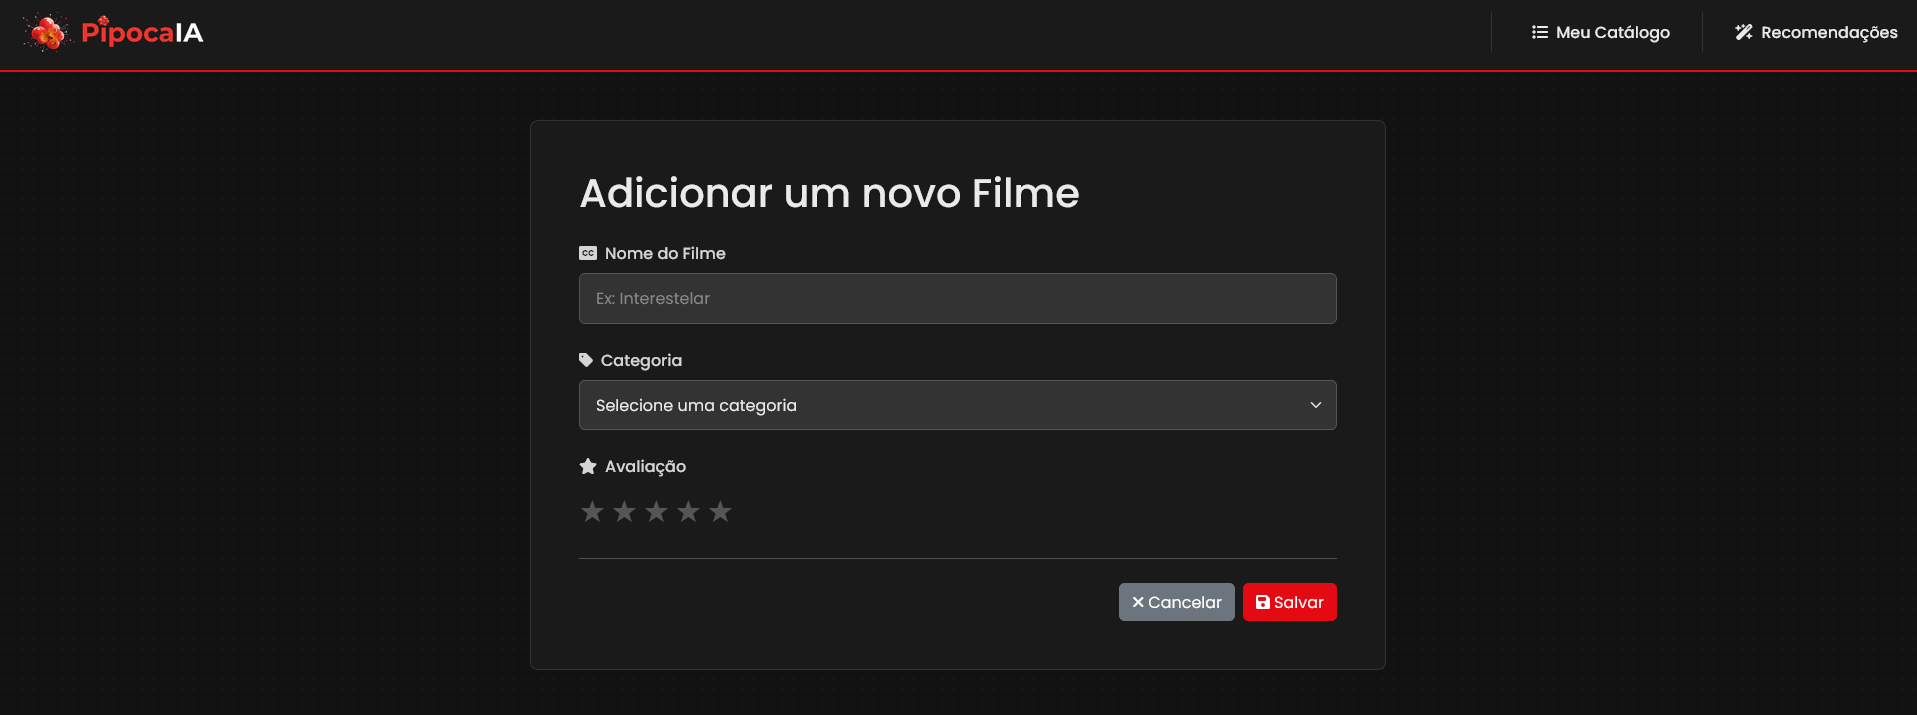 PipocaIA
Meu Catálogo
Recomendações
Adicionar um novo Filme
CC Nome do Filme
Ex: Interestelar
Categoria
Selecione uma categoria
Avaliação
Cancelar
Salvar